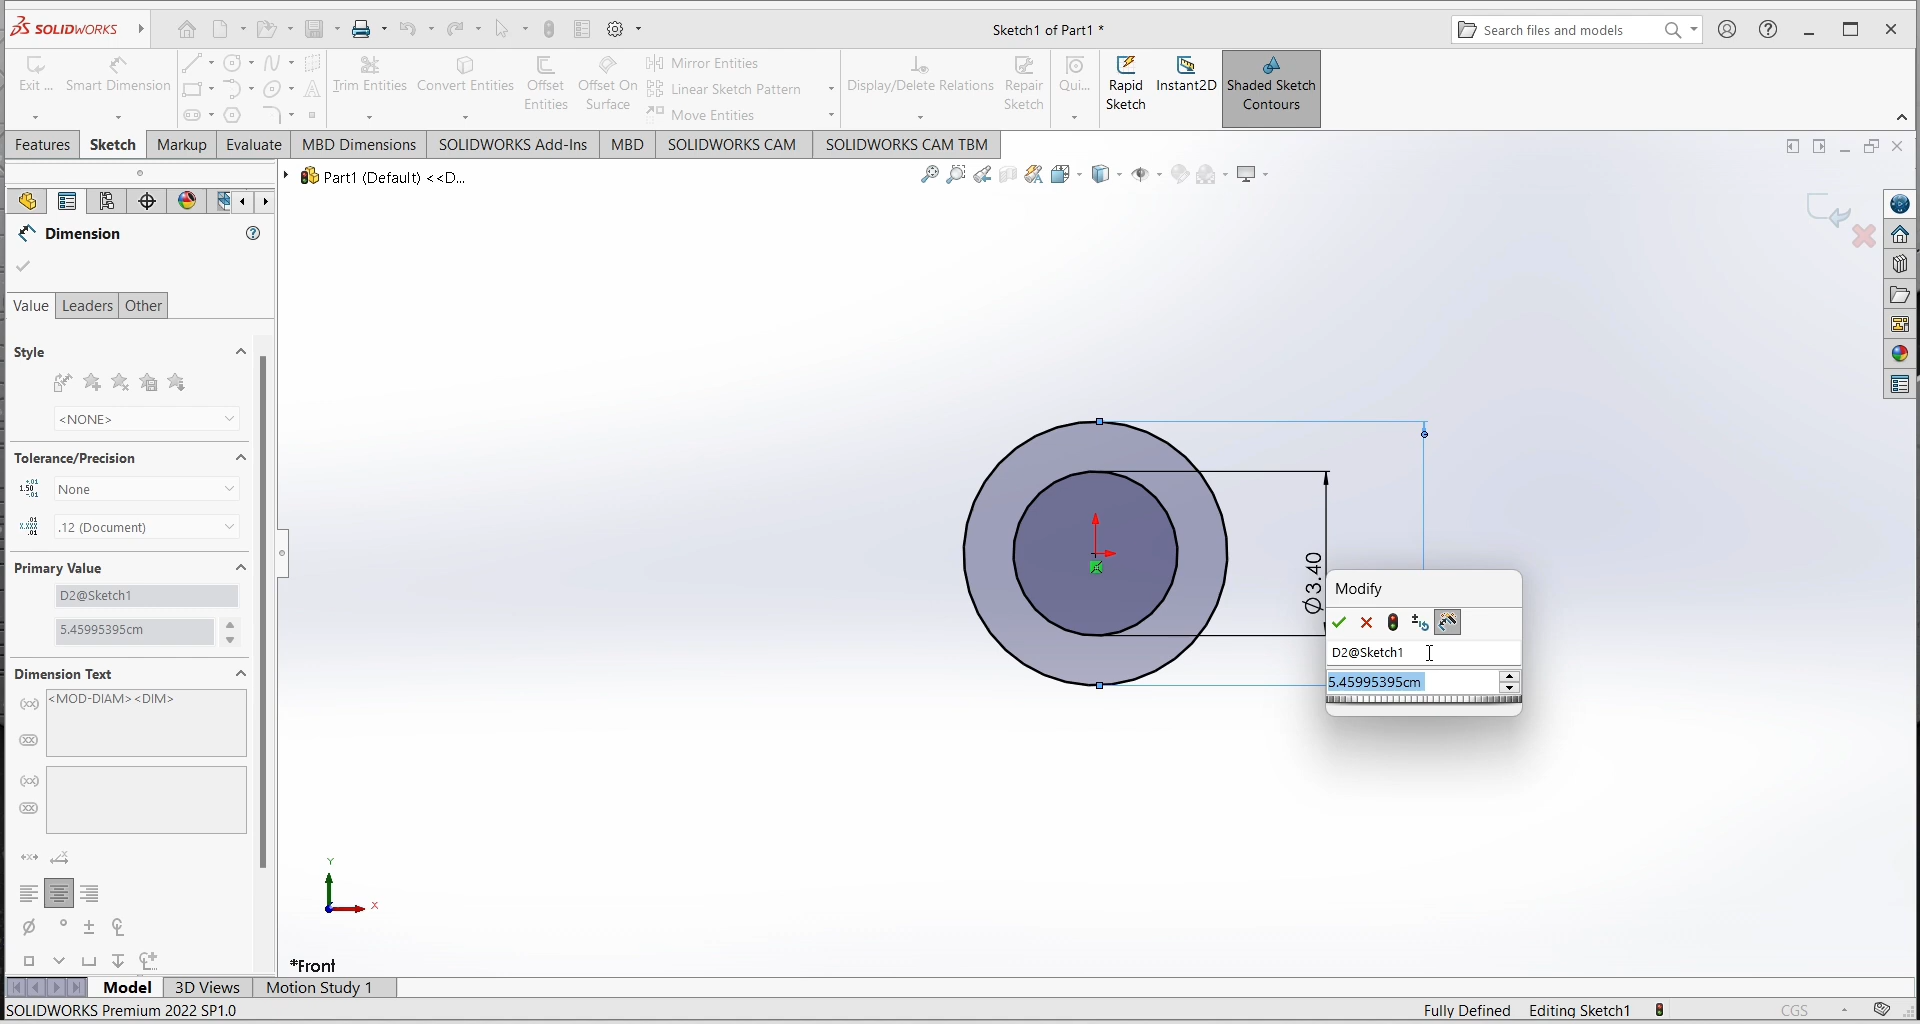 SOLIDWORKS
Sketch1 of Part1 *
Search files and models
Exit ...
Smart Dimension
Trim Entities
Convert Entities
Offset Entities
Offset On Surface
Mirror Entities
Linear Sketch Pattern
Move Entities
Display/Delete Relations
Repair Sketch
Qui...
Rapid Sketch
Instant2D
Shaded Sketch Contours
Features
Sketch
Markup
Evaluate
MBD Dimensions
SOLIDWORKS Add-Ins
MBD
SOLIDWORKS CAM
SOLIDWORKS CAM TBM
Part1 (Default) <<D...
Dimension
Value
Leaders
Other
Style
<NONE>
Tolerance/Precision
None
.12 (Document)
Primary Value
D2@Sketch1
5.45995395cm
Dimension Text
<MOD-DIAM><DIM>
Ø3.40
Modify
D2@Sketch1
5.45995395cm
Y
X
*Front
Model
3D Views
Motion Study 1
SOLIDWORKS Premium 2022 SP1.0
Fully Defined
Editing Sketch1
CGS